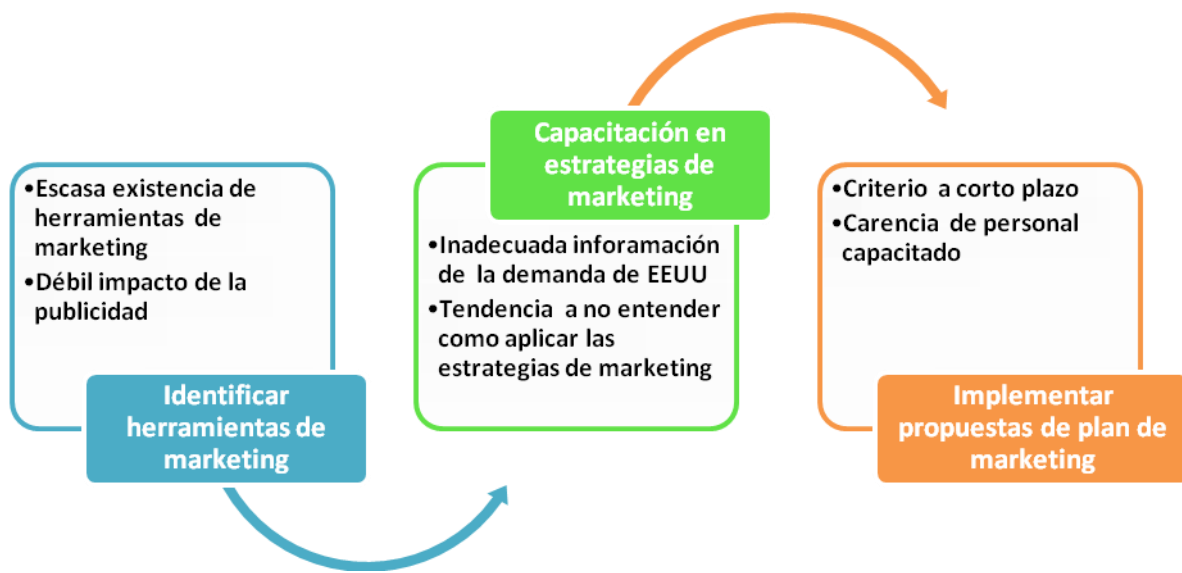 •Escasa existencia de
herramientas de
marketing
•Débil impacto de la
publicidad
Identificar
herramientas de
marketing
Capacitación en
estrategias de
marketing
•Inadecuada inforamación
de la demanda de EEUU
•Tendencia a no entender
como aplicar las
estrategias de marketing
•Criterio a corto plazo
•Carencia de personal
capacitado
Implementar
propuestas de plan de
marketing